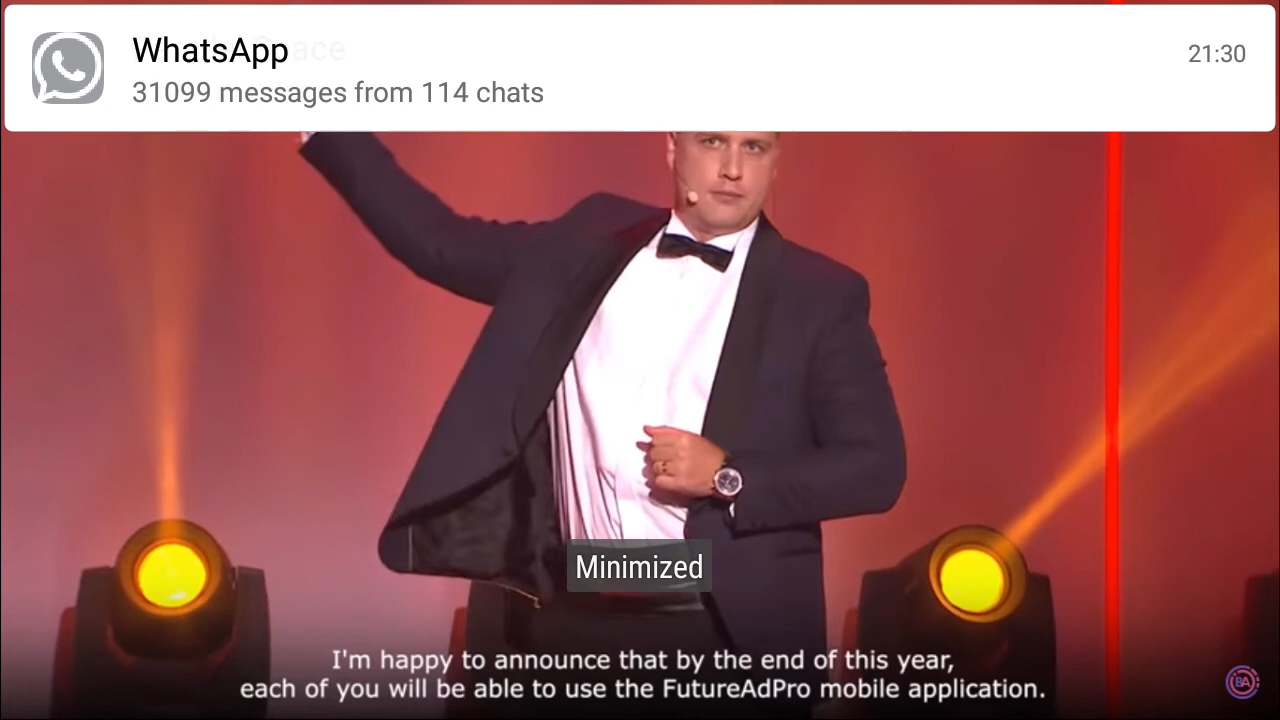 WhatsApp
21:30
31099 messages from 114 chats
Minimized
I'm happy to announce that by the end of this year,
each of you will be able to use the FutureAdPro mobile application.
BA